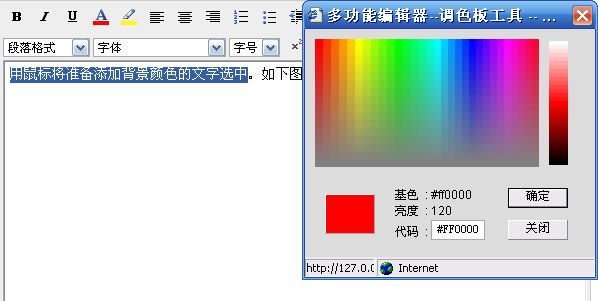 多功能编辑器--调色板工具 -- ...
B I U A
段落格式 字体 字号 ×²
用鼠标将准备添加背景颜色的文字选中。如下图
基色 : #ff0000
亮度 : 120
代码 : #FF0000
确定
关闭
http://127.0.0 Internet